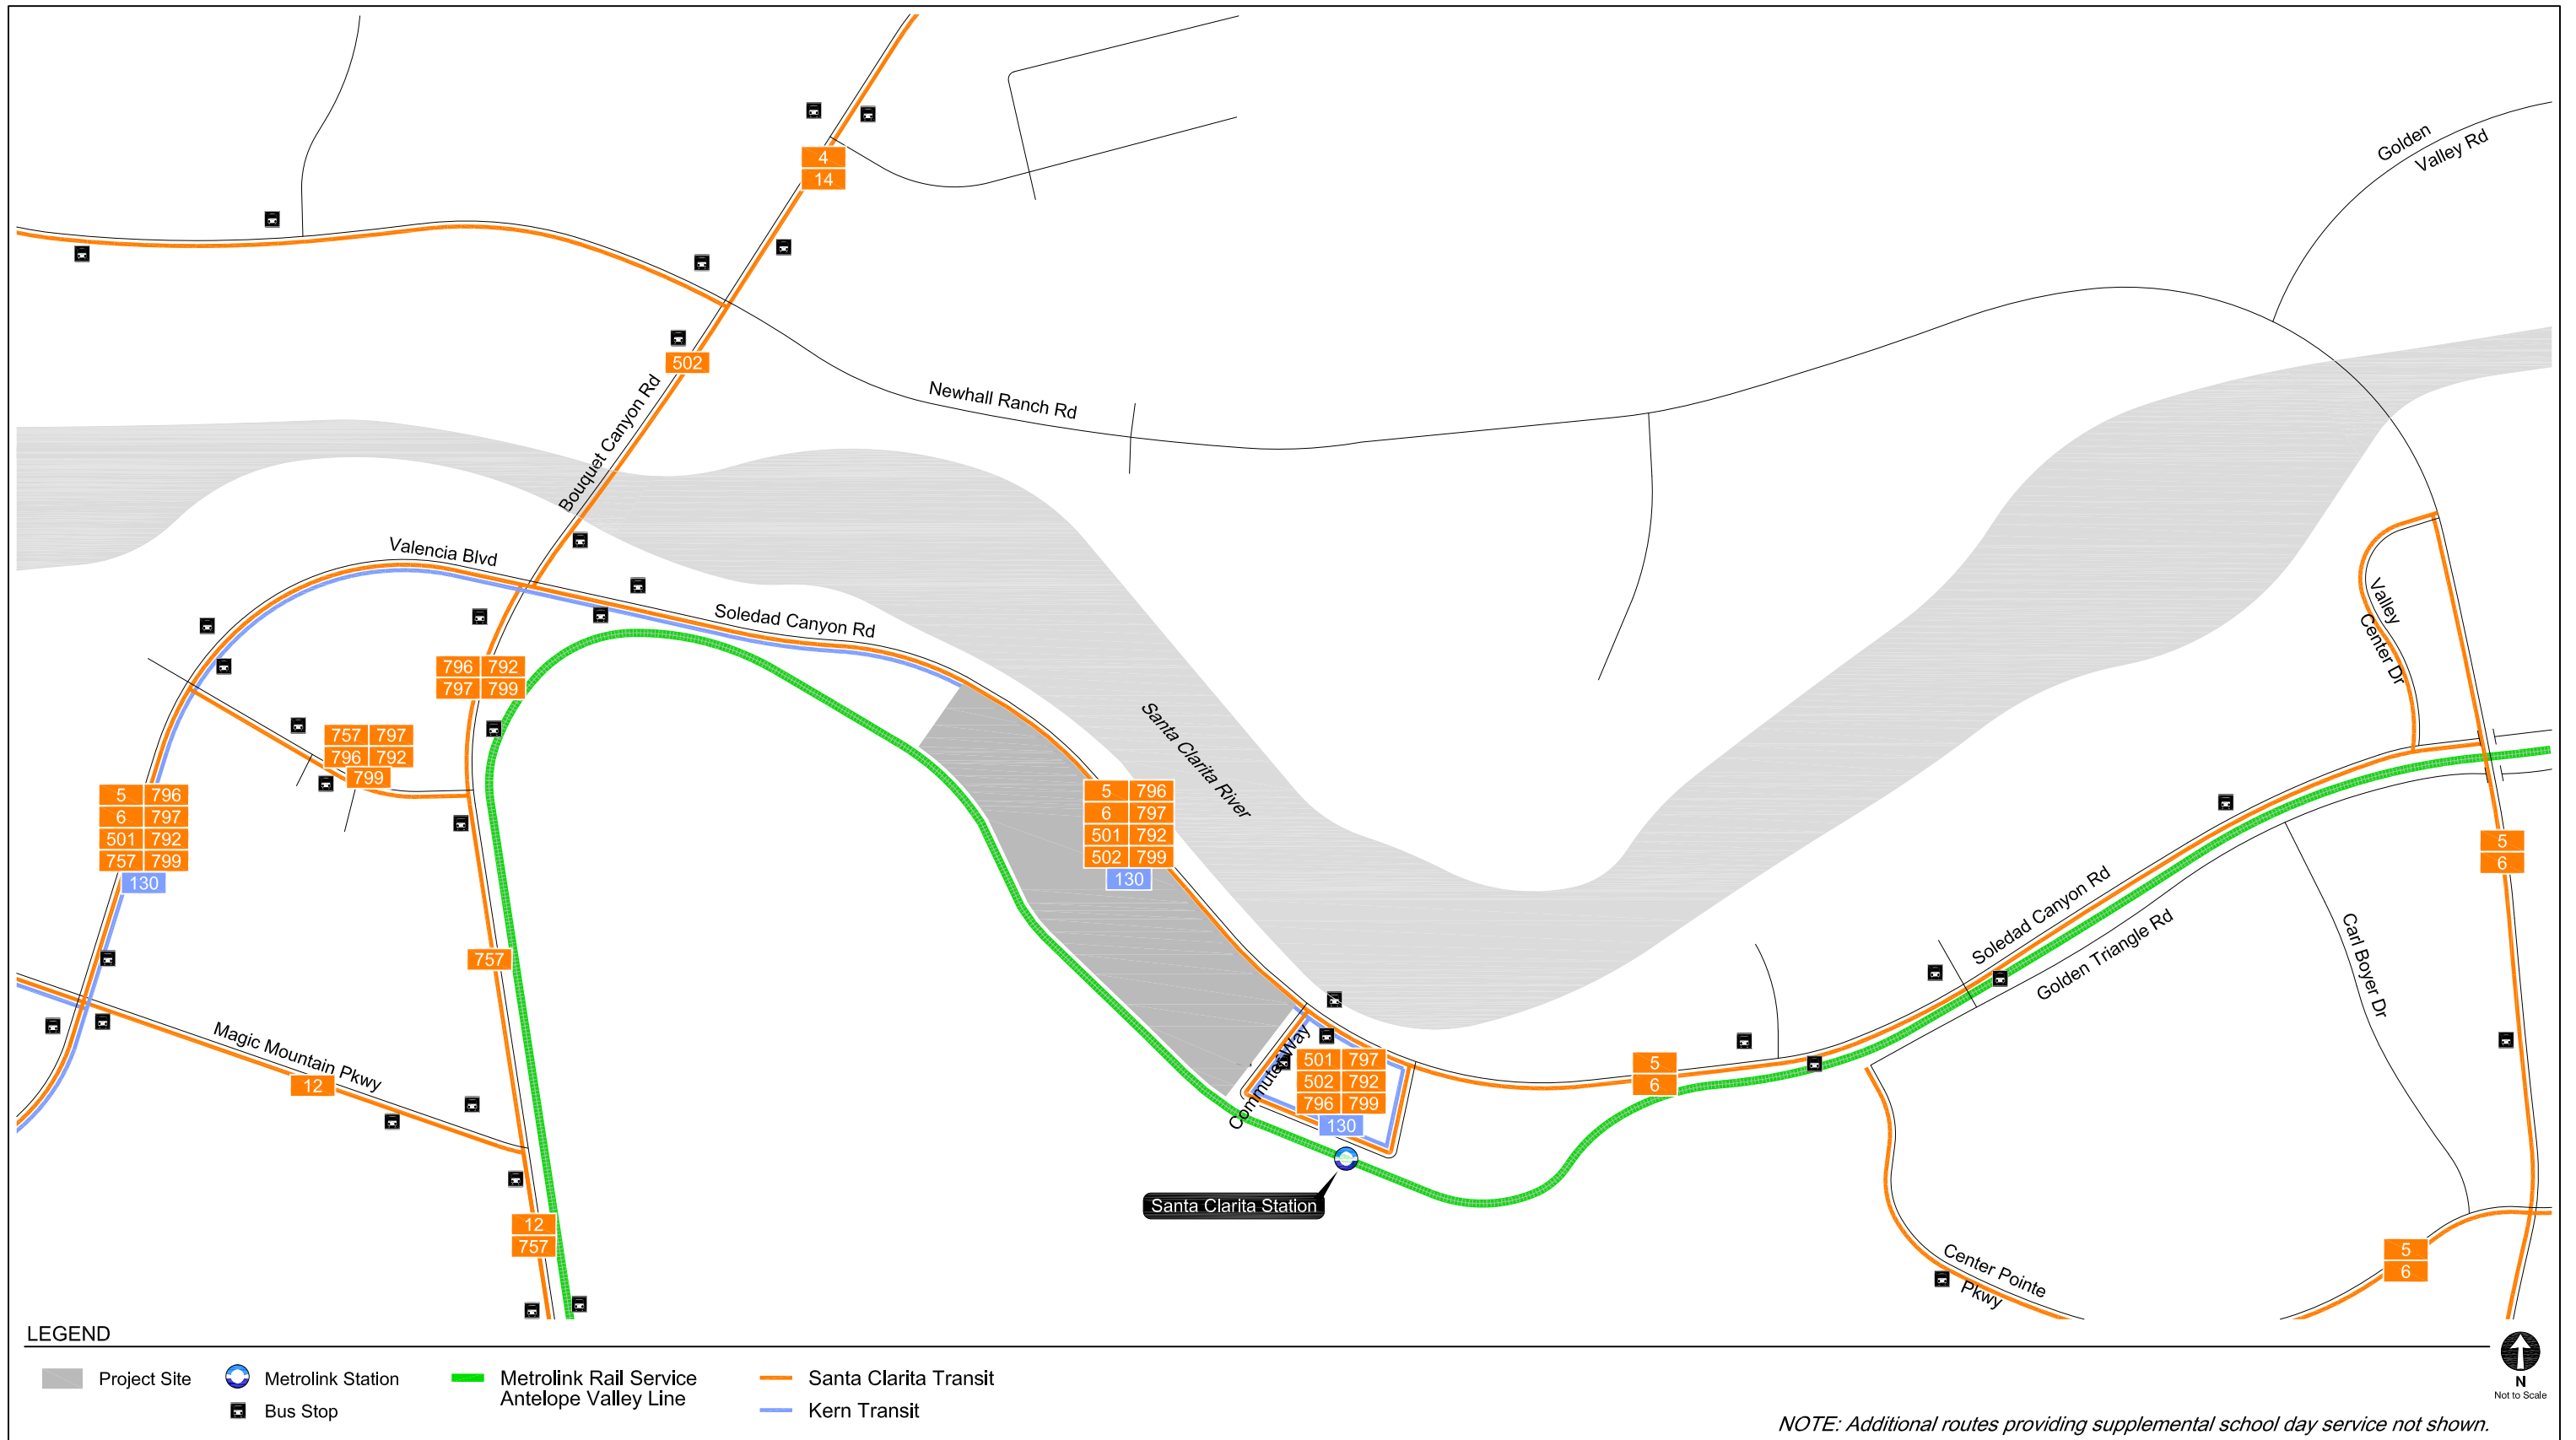 Golden
Valley Rd
4
14
502
Bouquet Canyon Rd
Newhall Ranch Rd
Valencia Blvd
Soledad Canyon Rd
Valley
Center Dr
796 792
797 799
Santa Clarita River
757 797
796 792
799
5 796
6 797
501 792
757 799
130
5 796
6 797
501 792
502 799
130
5
6
Soledad Canyon Rd
Golden Triangle Rd
Carl Boyer Dr
757
Magic Mountain Pkwy
12
Commuter Way
501 797
502 792
796 799
130
5
6
Santa Clarita Station
12
757
Center Pointe
Pkwy
5
6
LEGEND
Project Site
Metrolink Station
Bus Stop
Metrolink Rail Service
Antelope Valley Line
Santa Clarita Transit
Kern Transit
N
Not to Scale
NOTE: Additional routes providing supplemental school day service not shown.